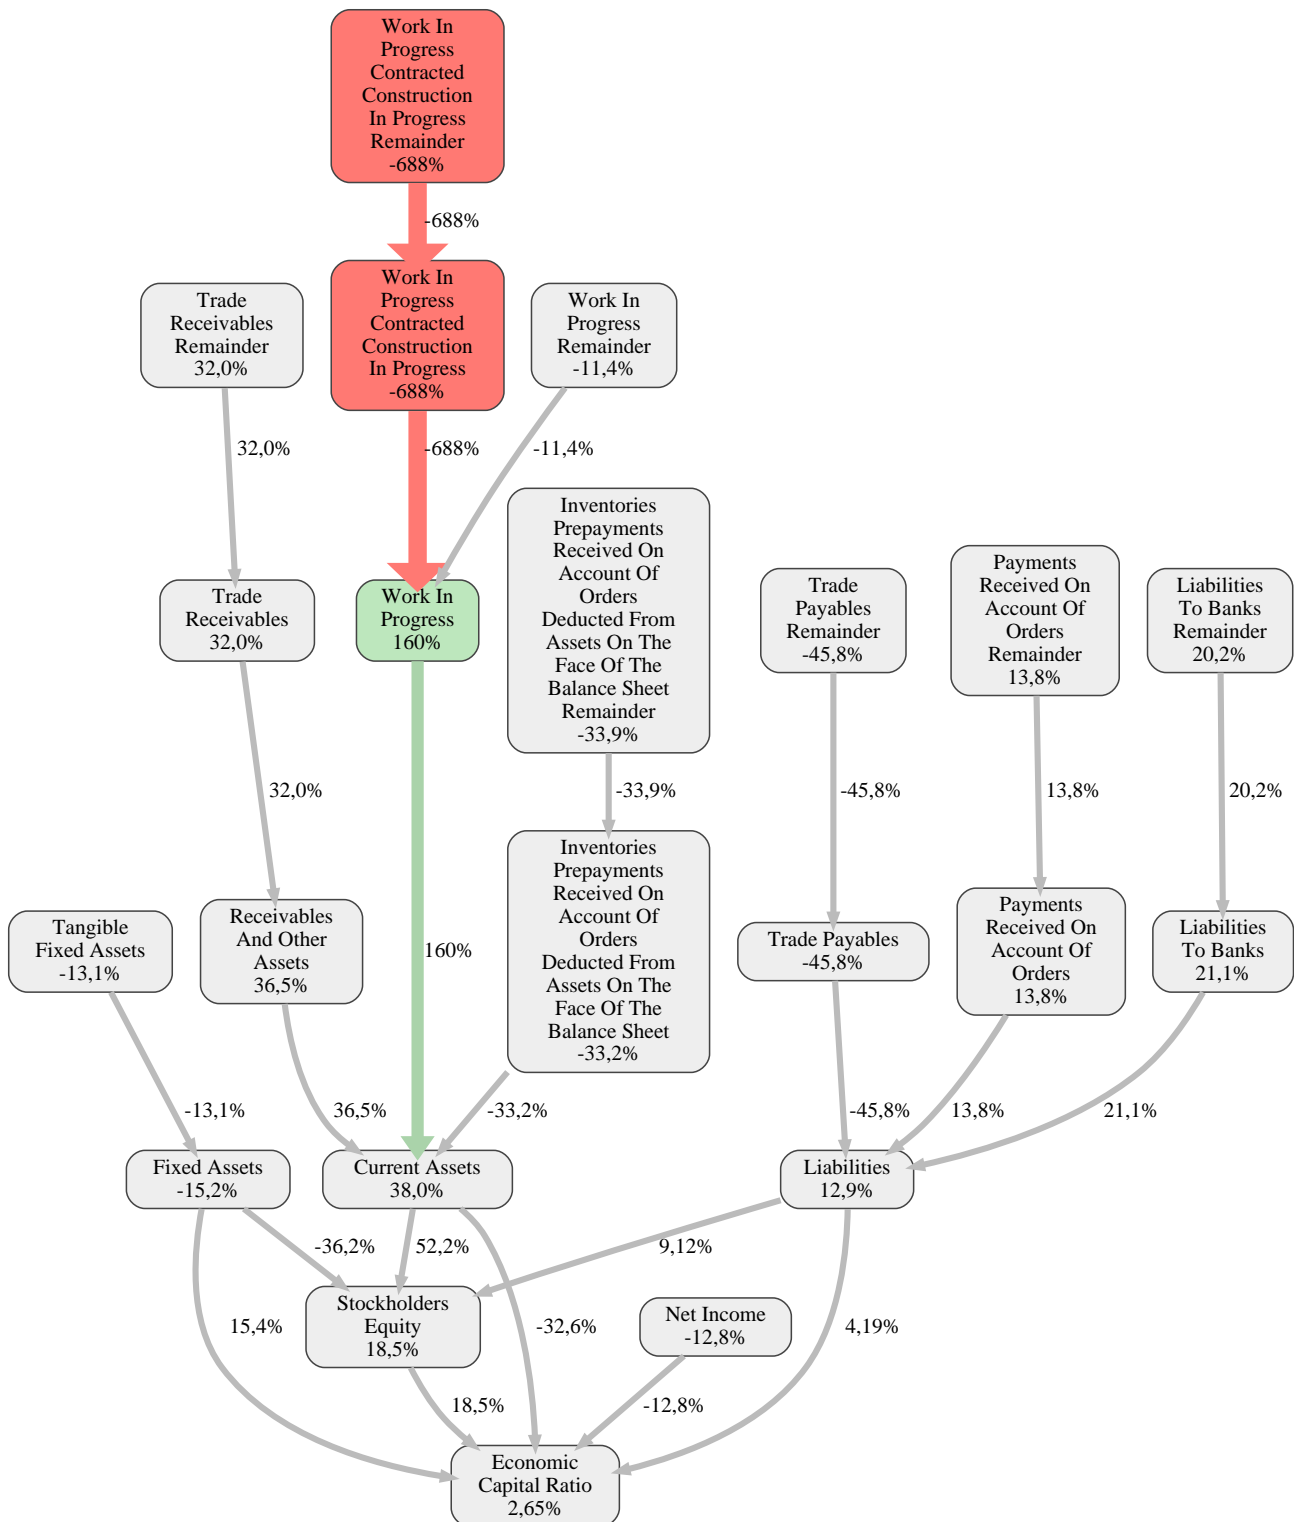 Work In
Progress
Contracted
Construction
In Progress
Remainder
-688%
-688%
Work In
Progress
Contracted
Construction
In Progress
-688%
Trade
Receivables
Remainder
32,0%
Work In
Progress
Remainder
-11,4%
32,0%
-688%
-11,4%
Inventories
Prepayments
Received On
Account Of
Orders
Deducted From
Assets On The
Face Of The
Balance Sheet
Remainder
-33,9%
Trade
Receivables
32,0%
Work In
Progress
160%
Trade
Payables
Remainder
-45,8%
Payments
Received On
Account Of
Orders
Remainder
13,8%
Liabilities
To Banks
Remainder
20,2%
32,0%
-33,9%
-45,8%
13,8%
20,2%
Tangible
Fixed Assets
-13,1%
Receivables
And Other
Assets
36,5%
160%
Inventories
Prepayments
Received On
Account Of
Orders
Deducted From
Assets On The
Face Of The
Balance Sheet
-33,2%
Trade Payables
-45,8%
Payments
Received On
Account Of
Orders
13,8%
Liabilities
To Banks
21,1%
-13,1%
36,5%
-33,2%
-45,8%
13,8%
21,1%
Fixed Assets
-15,2%
Current Assets
38,0%
Liabilities
12,9%
-36,2%
52,2%
9,12%
Stockholders
Equity
18,5%
Net Income
-12,8%
15,4%
-32,6%
4,19%
18,5%
-12,8%
Economic
Capital Ratio
2,65%